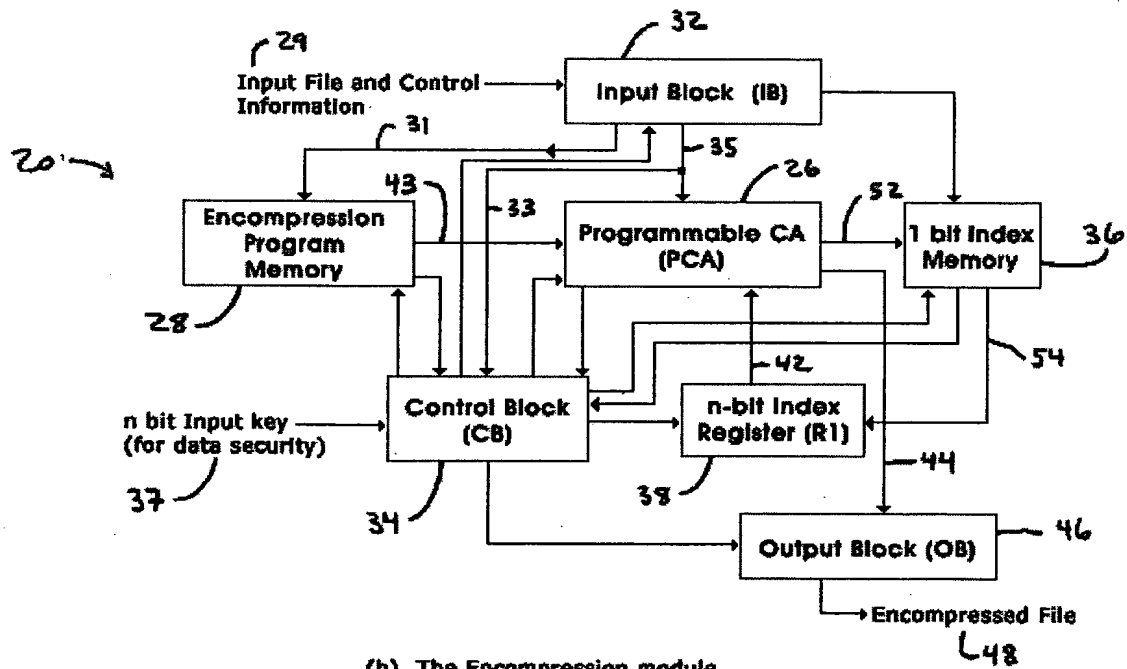 32
29
Input File and Control
Information
Input Block (IB)
31
35
20
43
33
26
52
Encompression
Program
Memory
Programmable CA
(PCA)
1 bit Index
Memory
36
28
42
54
n bit Input key
(for data security)
Control Block
(CB)
n-bit Index
Register (R1)
37
34
38
44
Output Block (OB)
46
Encompressed File
48
(b) The Encompression module